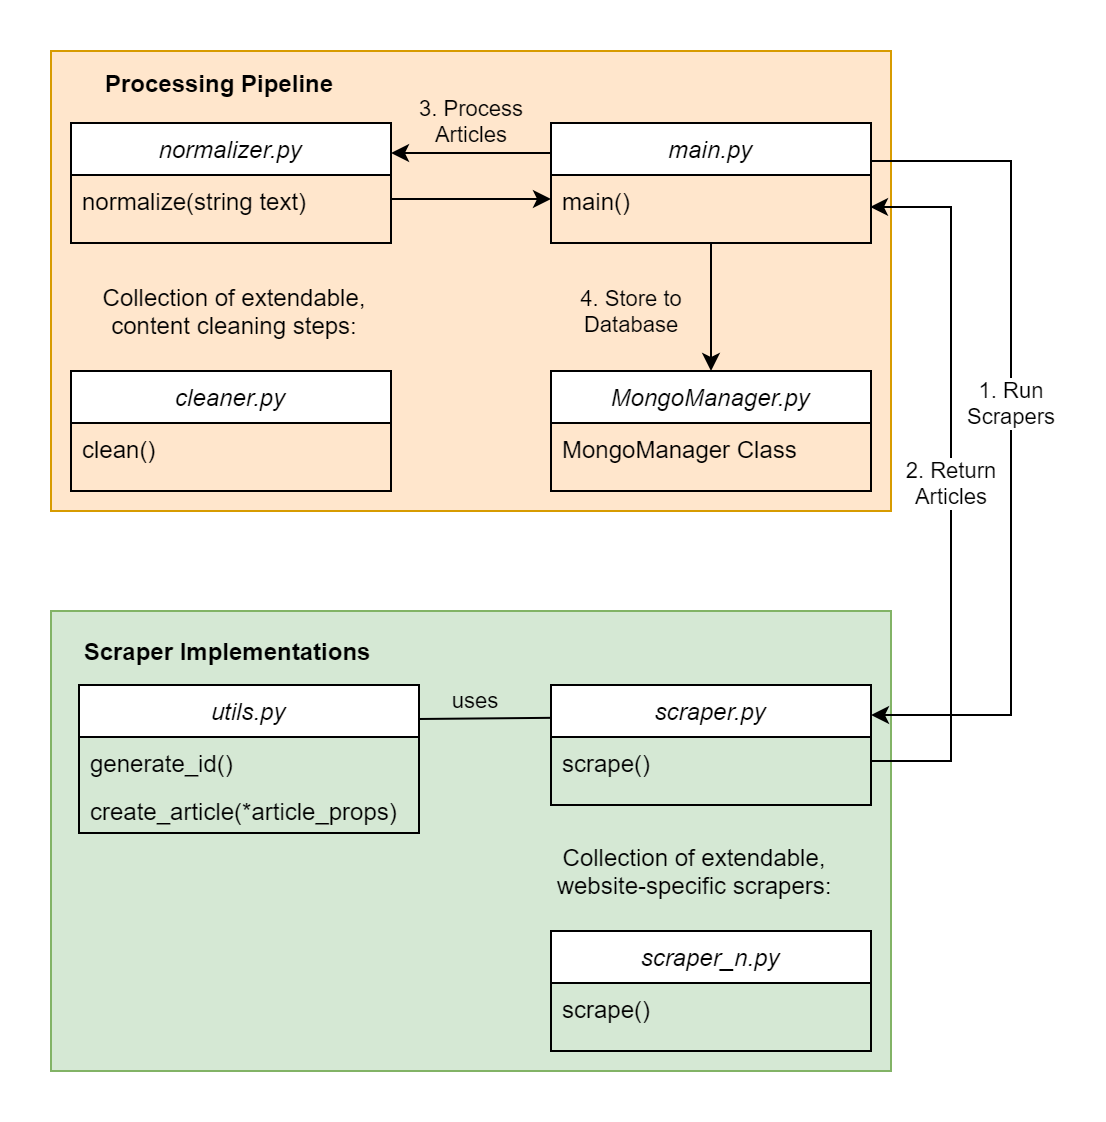 Processing Pipeline
3. Process
Articles
normalizer.py
main.py
normalize(string text)
main()
Collection of extendable,
content cleaning steps:
4. Store to
Database
cleaner.py
MongoManager.py
clean()
MongoManager Class
1. Run
Scrapers
2. Return
Articles
Scraper Implementations
utils.py
uses
scraper.py
generate_id()
create_article(*article_props)
scrape()
Collection of extendable,
website-specific scrapers:
scraper_n.py
scrape()